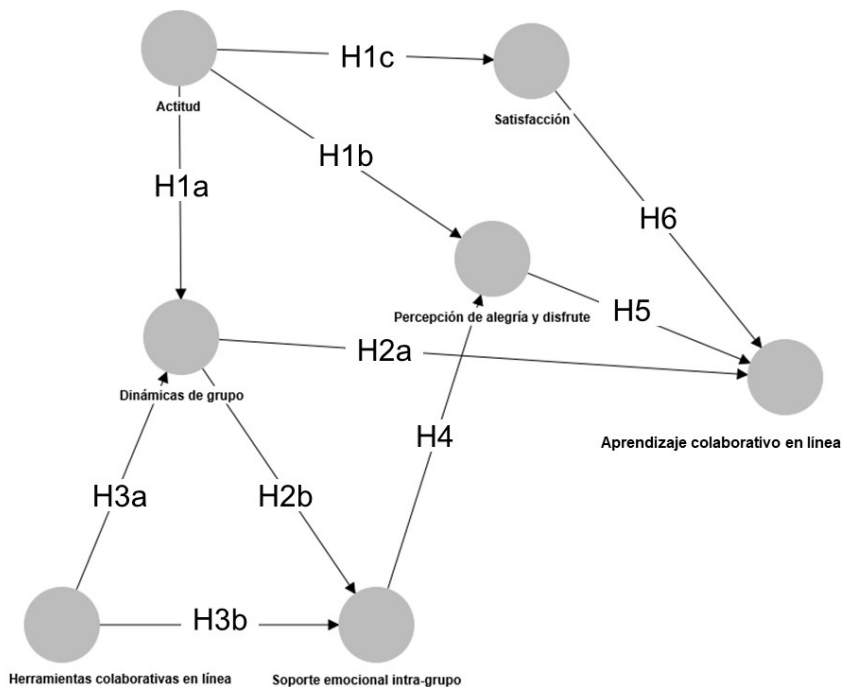 H1c
Actitud
Satisfacción
H1b
H1a
H6
Percepción de alegría y disfrute
H5
H2a
Dinámicas de grupo
H4
Aprendizaje colaborativo en línea
H3a
H2b
H3b
Herramientas colaborativas en línea
Soporte emocional intra-grupo